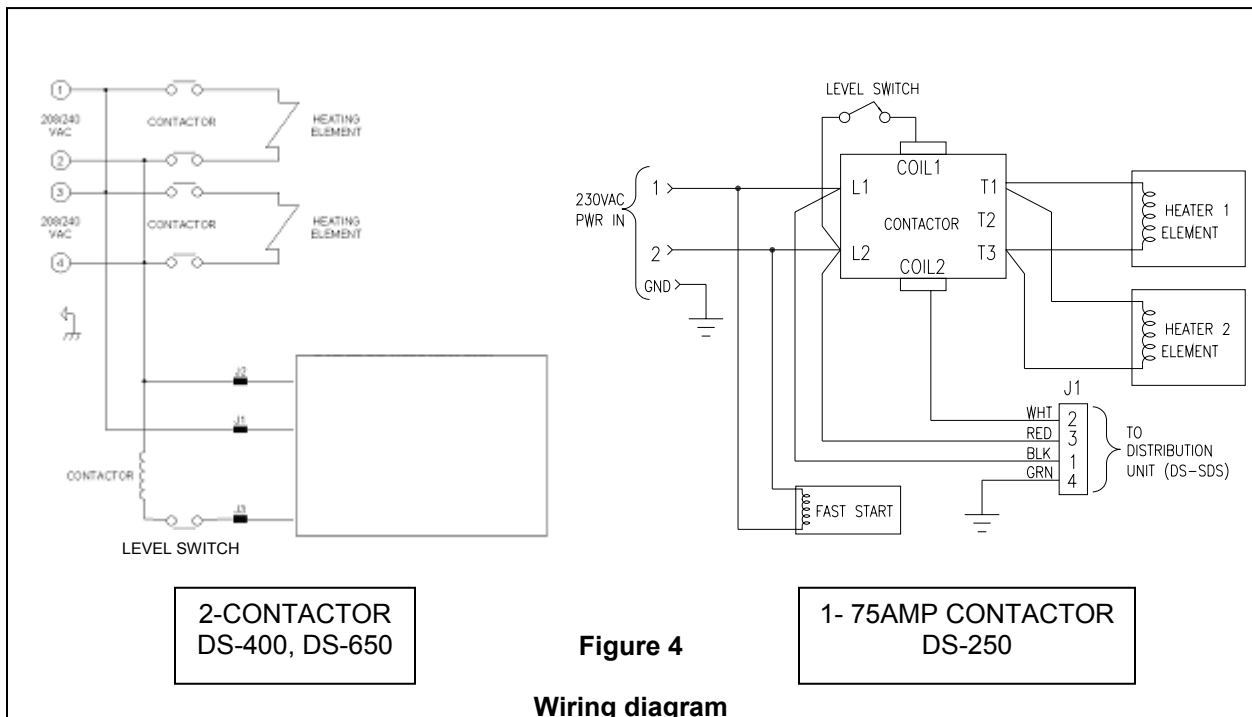 1
208/240
VAC
2
3
208/240
VAC
4
CONTACTOR
HEATING
ELEMENT
CONTACTOR
HEATING
ELEMENT
J2
J1
CONTACTOR
J3
LEVEL SWITCH
2-CONTACTOR
DS-400, DS-650
LEVEL SWITCH
COIL1
230VAC
PWR IN
1
2
GND
L1
L2
CONTACTOR
T1
T2
T3
COIL2
HEATER 1
ELEMENT
HEATER 2
ELEMENT
J1
WHT 2
RED 3
BLK 1
GRN 4
TO
DISTRIBUTION
UNIT (DS-SDS)
FAST START
1- 75AMP CONTACTOR
DS-250
Figure 4
Wiring diagram